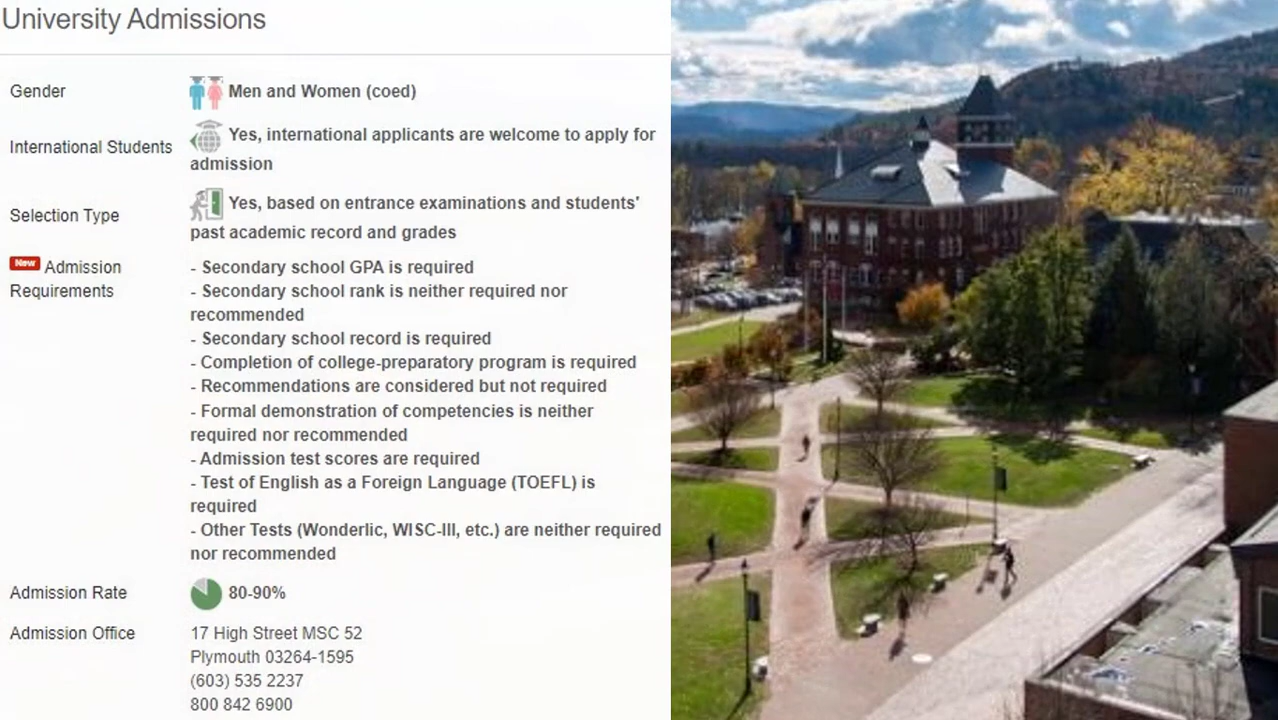 University Admissions
Gender
Men and Women (coed)
International Students
Yes, international applicants are welcome to apply for
admission
Selection Type
Yes, based on entrance examinations and students'
past academic record and grades
New Admission
Requirements
- Secondary school GPA is required
- Secondary school rank is neither required nor
recommended
- Secondary school record is required
- Completion of college-preparatory program is required
- Recommendations are considered but not required
- Formal demonstration of competencies is neither
required nor recommended
- Admission test scores are required
- Test of English as a Foreign Language (TOEFL) is
required
- Other Tests (Wonderlic, WISC-III, etc.) are neither required
nor recommended
Admission Rate
80-90%
Admission Office
17 High Street MSC 52
Plymouth 03264-1595
(603) 535 2237
800 842 6900